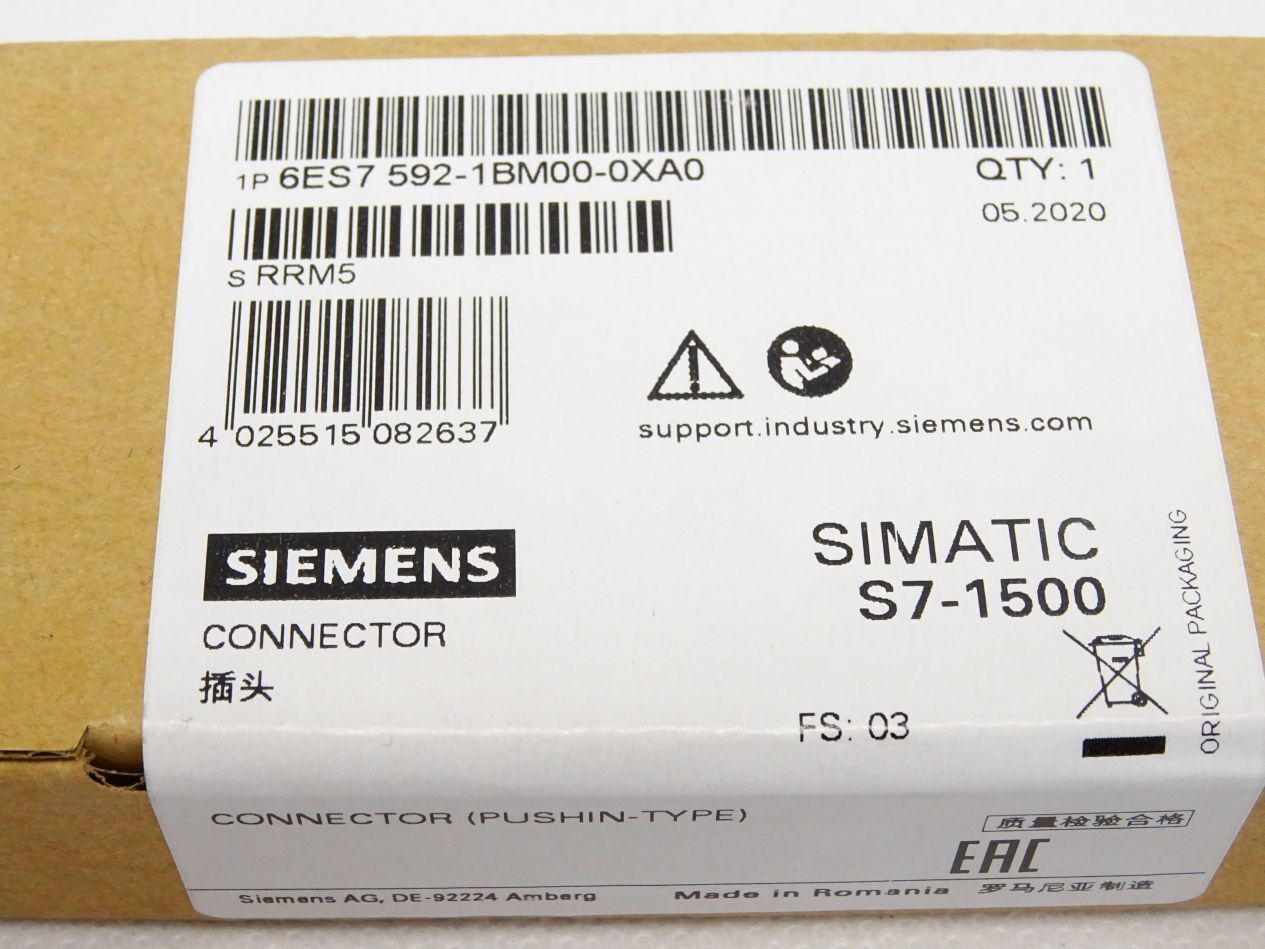 1P 6ES7 592-1BM00-0XA0
QTY: 1
05.2020
S RRM5
4 025515 082637
support.industry.siemens.com
SIEMENS
SIMATIC
S7-1500
CONNECTOR
插头
FS: 03
ORIGINAL PACKAGING
CONNECTOR (PUSHIN-TYPE)
质量检验合格
EAC
Siemens AG, DE-92224 Amberg
Made in Romania 罗马尼亚制造